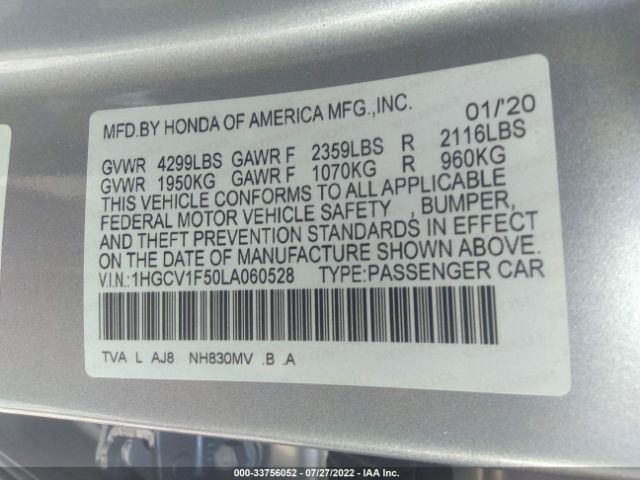 MFD.BY HONDA OF AMERICA MFG.,INC. 01/'20
GVWR 4299LBS GAWR F 2359LBS R 2116LBS
GVWR 1950KG GAWR F 1070KG R 960KG
THIS VEHICLE CONFORMS TO ALL APPLICABLE
FEDERAL MOTOR VEHICLE SAFETY , BUMPER,
AND THEFT PREVENTION STANDARDS IN EFFECT
ON THE DATE OF MANUFACTURE SHOWN ABOVE.
V.I.N.:1HGCV1F50LA060528 TYPE:PASSENGER CAR
TVA L AJ8 NH830MV .B .A
000-33756052 / 07/27/2022 - IAA Inc.